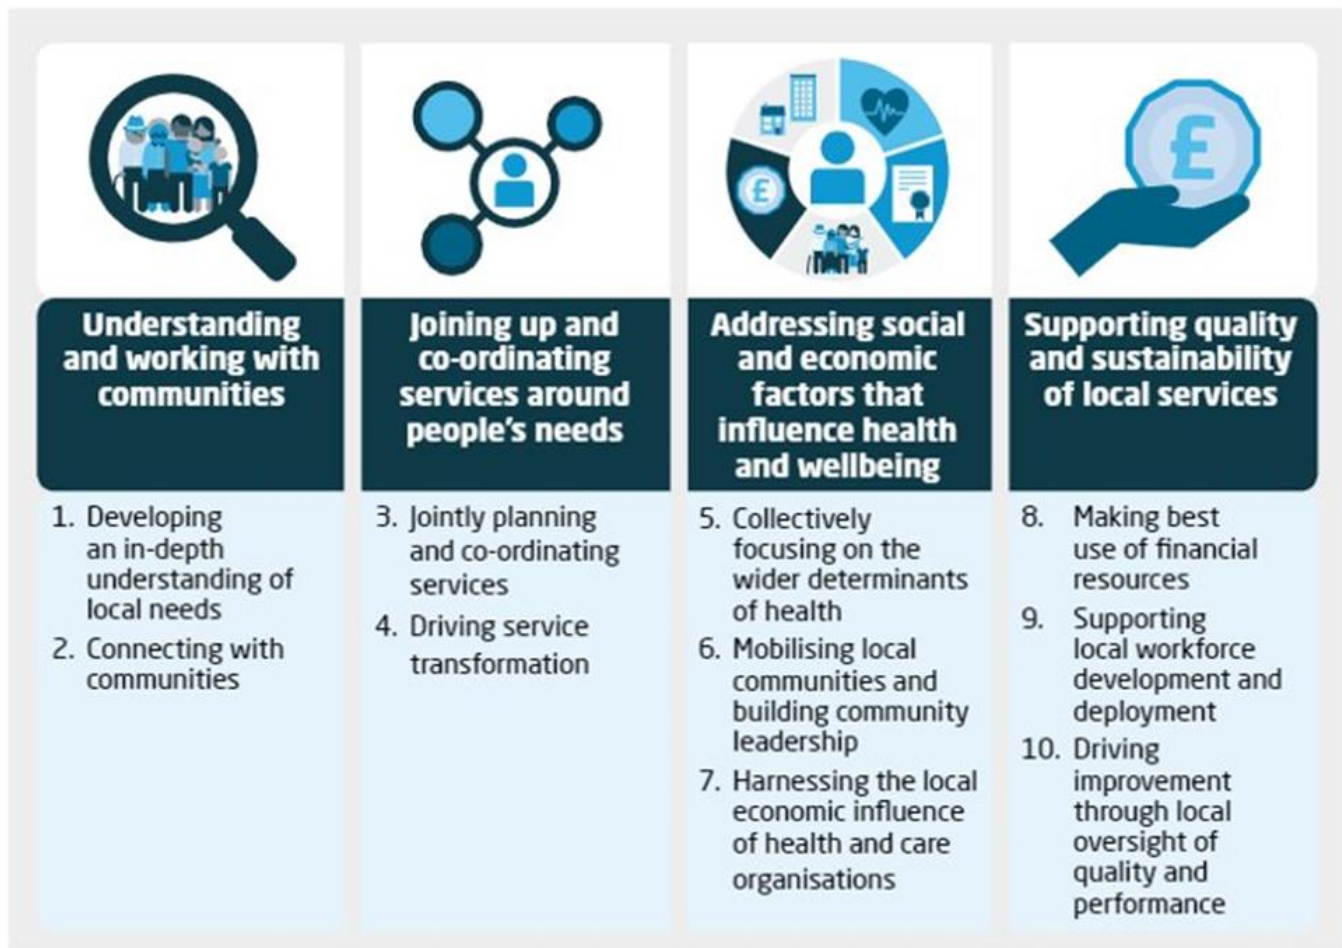 £
£
Understanding
and working with
communities
1. Developing
an in-depth
understanding of
local needs
2. Connecting with
communities
Joining up and
co-ordinating
services around
people's needs
3. Jointly planning
and co-ordinating
services
4. Driving service
transformation
Addressing social
and economic
factors that
influence health
and wellbeing
5. Collectively
focusing on the
wider determinants
of health
6. Mobilising local
communities and
building community
leadership
7. Harnessing the local
economic influence
of health and care
organisations
Supporting quality
and sustainability
of local services
8. Making best
use of financial
resources
9. Supporting
local workforce
development and
deployment
10. Driving
improvement
through local
oversight of
quality and
performance